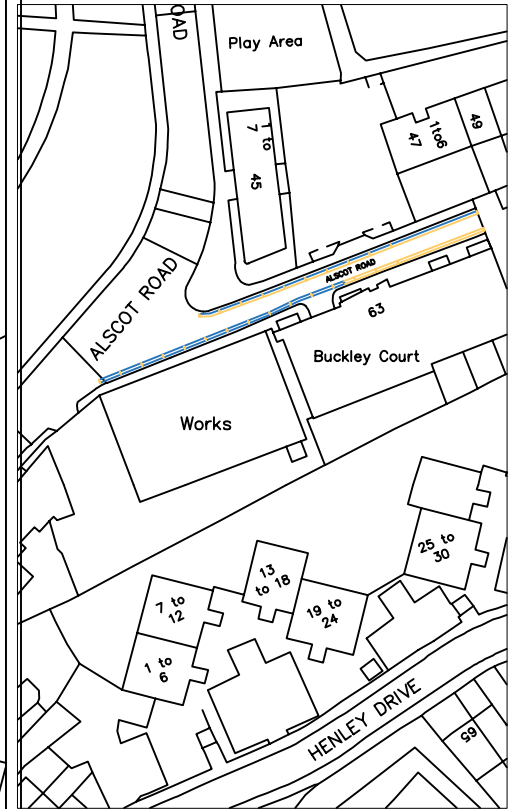 ROAD
Play Area
1 to
7
45
47
1to6
49
ALSCOT ROAD
ALSCOT ROAD
63
Buckley Court
Works
25 to
30
13
to 18
7 to
12
19 to
24
1 to
6
HENLEY DRIVE
65